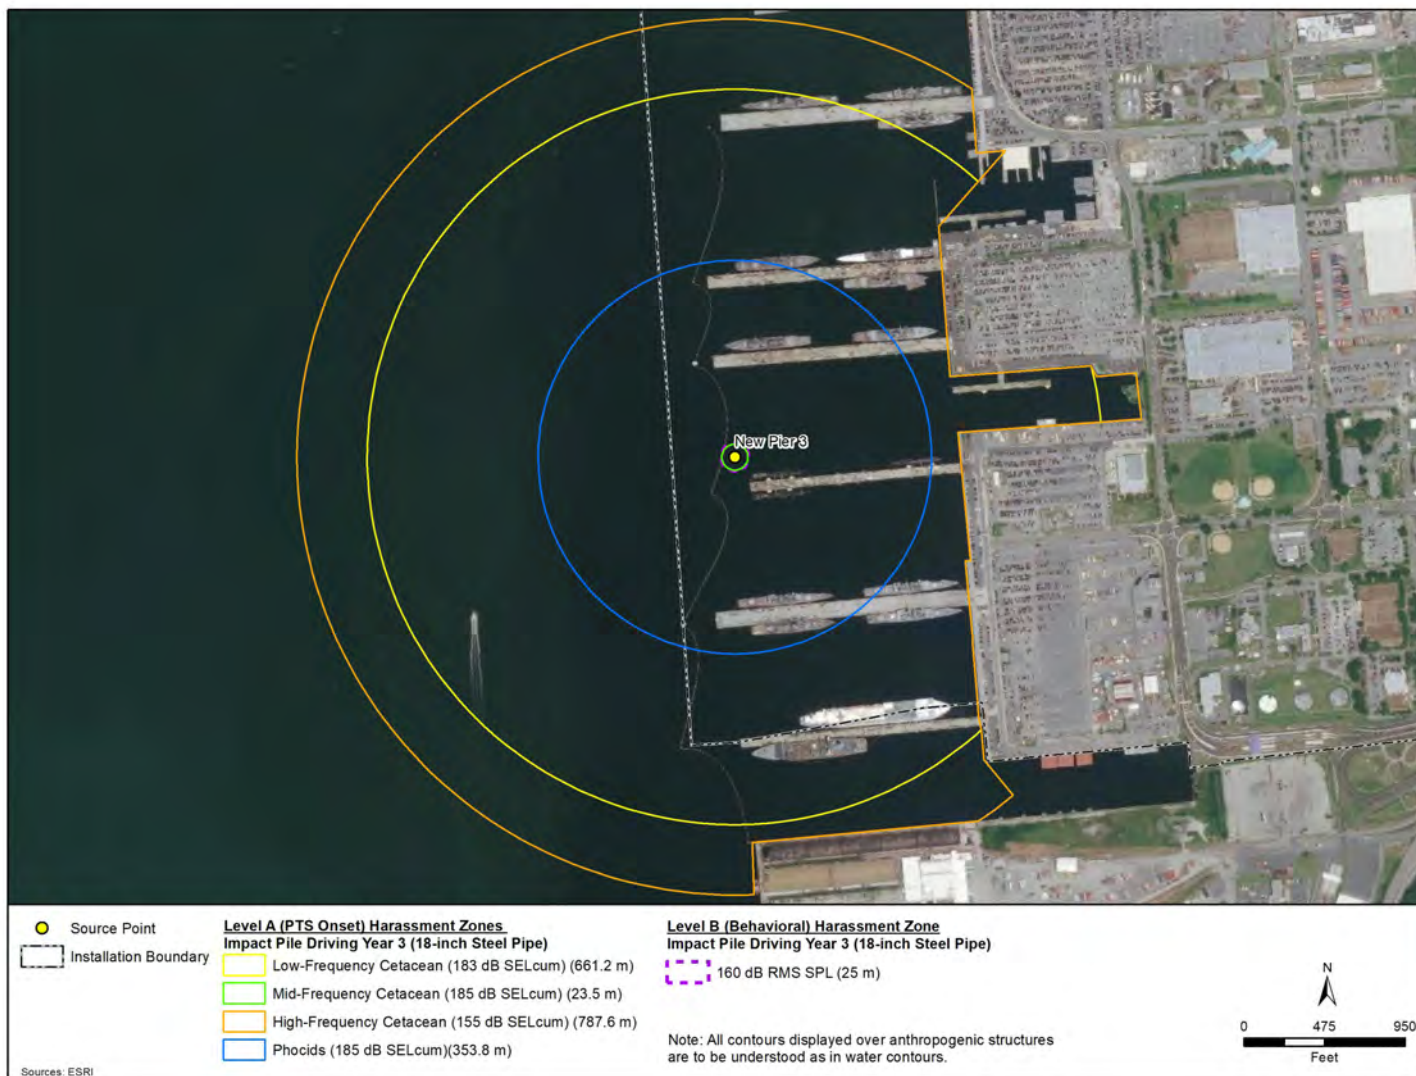 New Pier 3
Source Point
Installation Boundary
Level A (PTS Onset) Harassment Zones
Impact Pile Driving Year 3 (18-inch Steel Pipe)
Low-Frequency Cetacean (183 dB SELcum) (661.2 m)
Mid-Frequency Cetacean (185 dB SELcum) (23.5 m)
High-Frequency Cetacean (155 dB SELcum) (787.6 m)
Phocids (185 dB SELcum)(353.8 m)
Level B (Behavioral) Harassment Zone
Impact Pile Driving Year 3 (18-inch Steel Pipe)
160 dB RMS SPL (25 m)
Note: All contours displayed over anthropogenic structures
are to be understood as in water contours.
N
0 475 950
Feet
Sources: ESRI